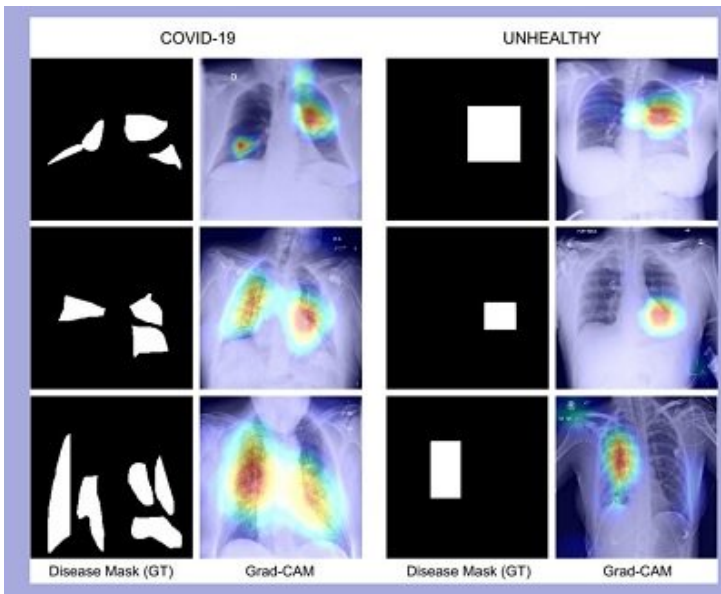 COVID-19
UNHEALTHY
D
Disease Mask (GT)
Grad-CAM
Disease Mask (GT)
Grad-CAM